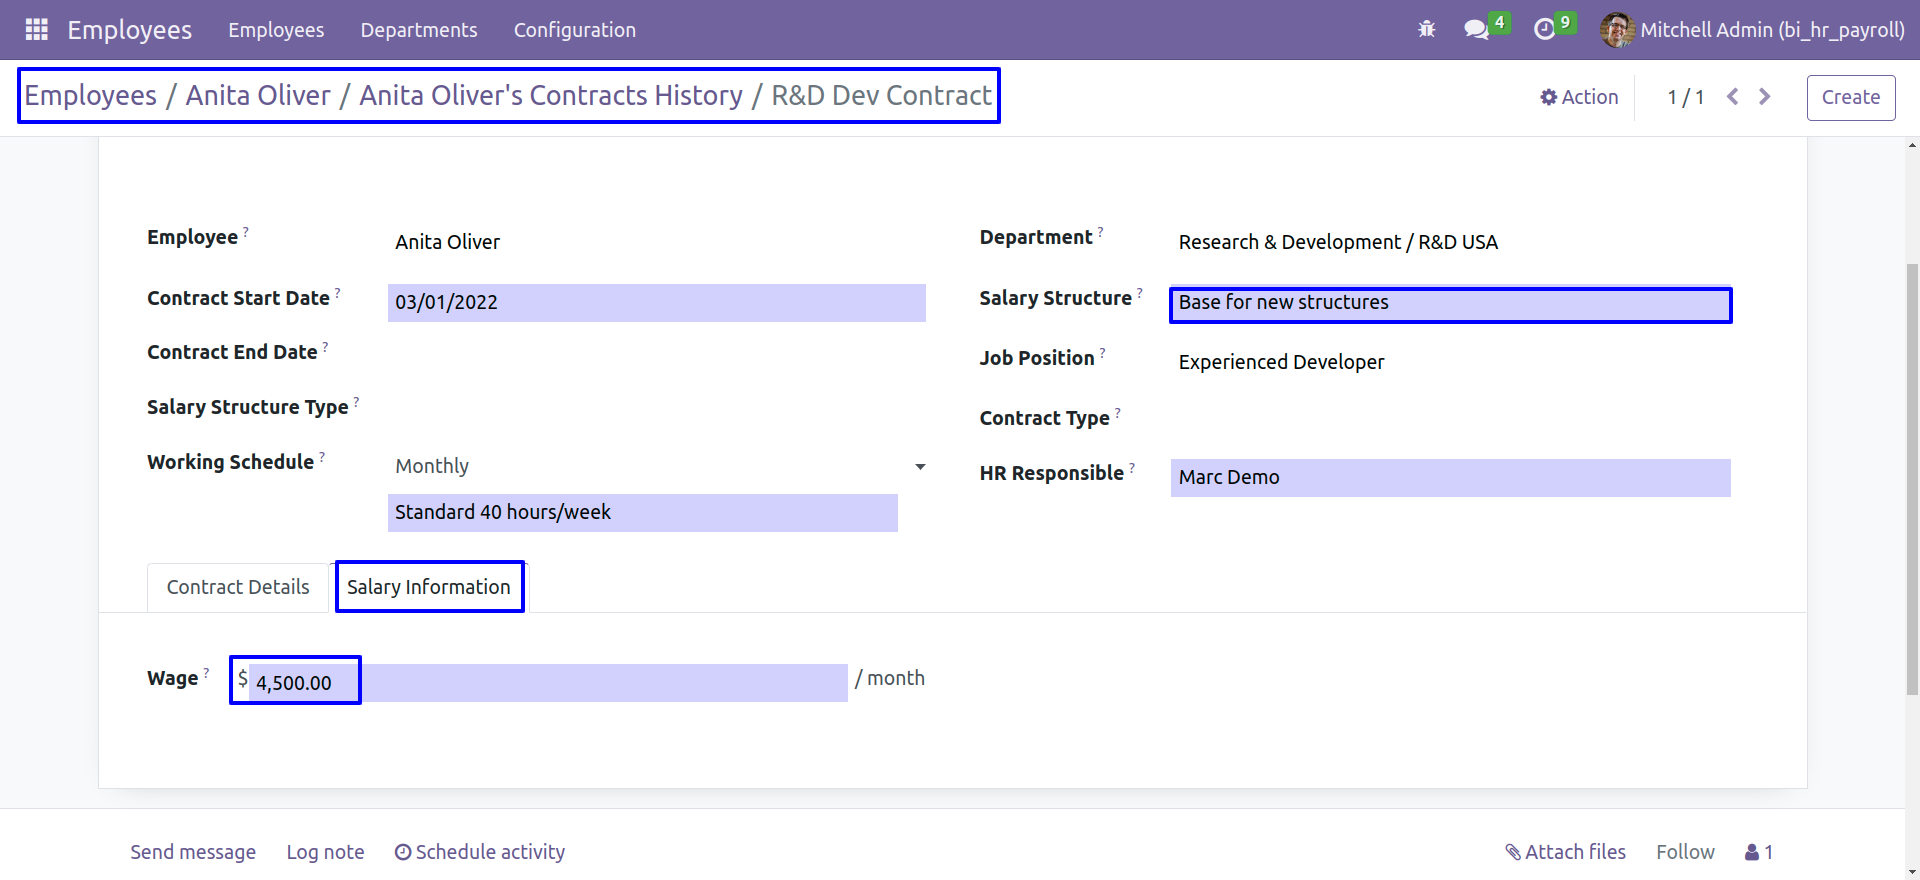 Employees Employees Departments Configuration 4 9 Mitchell Admin (bi_hr_payroll)
Employees / Anita Oliver / Anita Oliver's Contracts History / R&D Dev Contract Action 1 / 1 Create
Employee ? Anita Oliver Department ? Research & Development / R&D USA
Contract Start Date ? 03/01/2022 Salary Structure ? Base for new structures
Contract End Date ? Job Position ? Experienced Developer
Salary Structure Type ? Contract Type ?
Working Schedule ? Monthly HR Responsible ? Marc Demo
Standard 40 hours/week
Contract Details Salary Information
Wage ? $ 4,500.00 / month
Send message Log note Schedule activity Attach files Follow 1